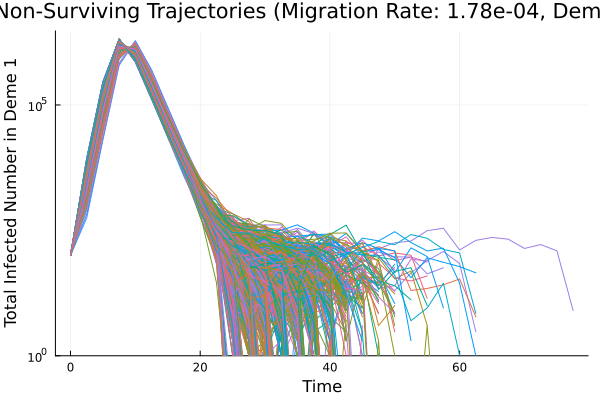 Non-Surviving Trajectories (Migration Rate: 1.78e-04, Dem
Total Infected Number in Deme 1
10^5
10^0
0 20 40 60
Time